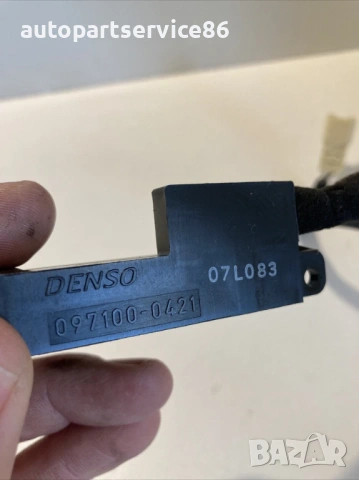 autopartservice86
DENSO
07L083
097100-0421
BAZAR